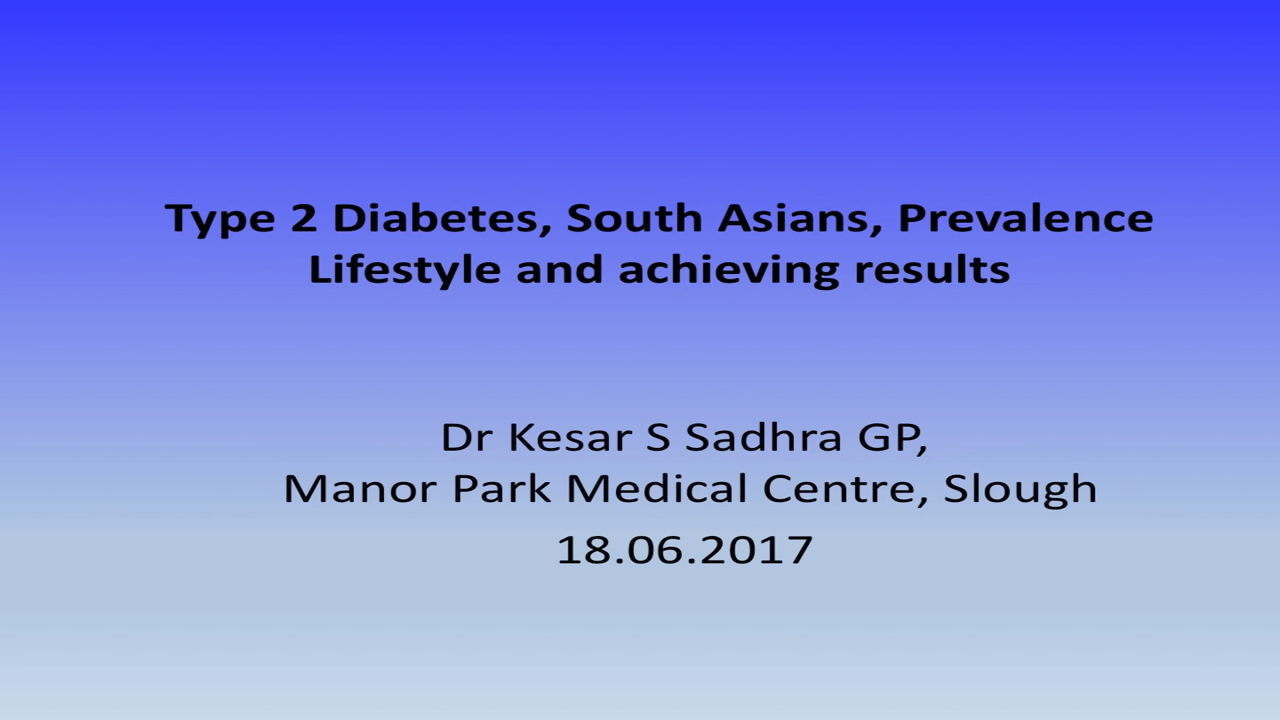 Type 2 Diabetes, South Asians, Prevalence
Lifestyle and achieving results
Dr Kesar S Sadhra GP,
Manor Park Medical Centre, Slough
18.06.2017